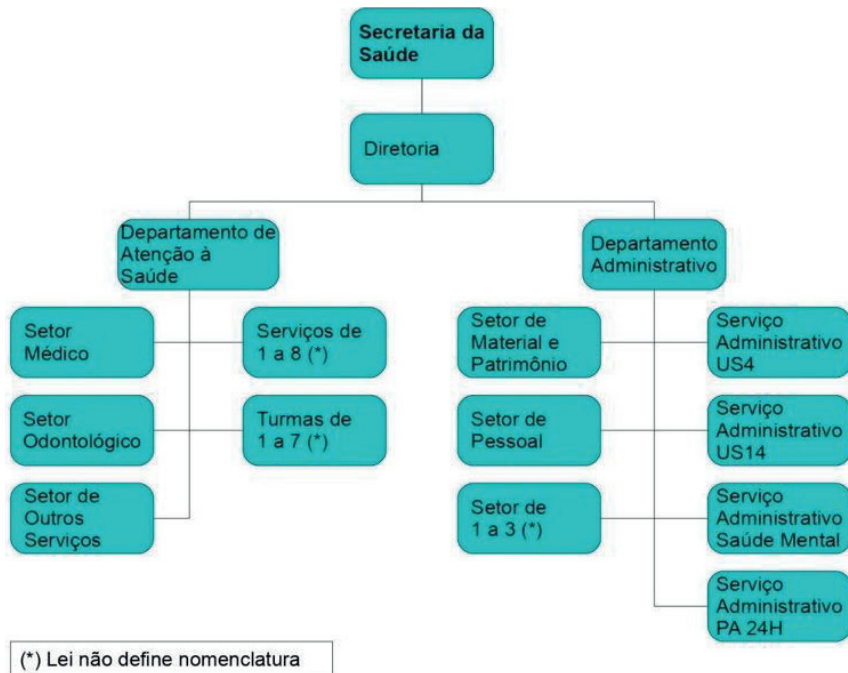 Secretaria da
Saúde
Diretoria
Departamento de
Atenção à
Saúde
Departamento
Administrativo
Setor
Médico
Serviços de
1 a 8 (*)
Setor de
Material e
Patrimônio
Serviço
Administrativo
US4
Setor
Odontológico
Turmas de
1 a 7 (*)
Setor de
Pessoal
Serviço
Administrativo
US14
Setor de
Outros
Serviços
Setor de
1 a 3 (*)
Serviço
Administrativo
Saúde Mental
Serviço
Administrativo
PA 24H
(*) Lei não define nomenclatura